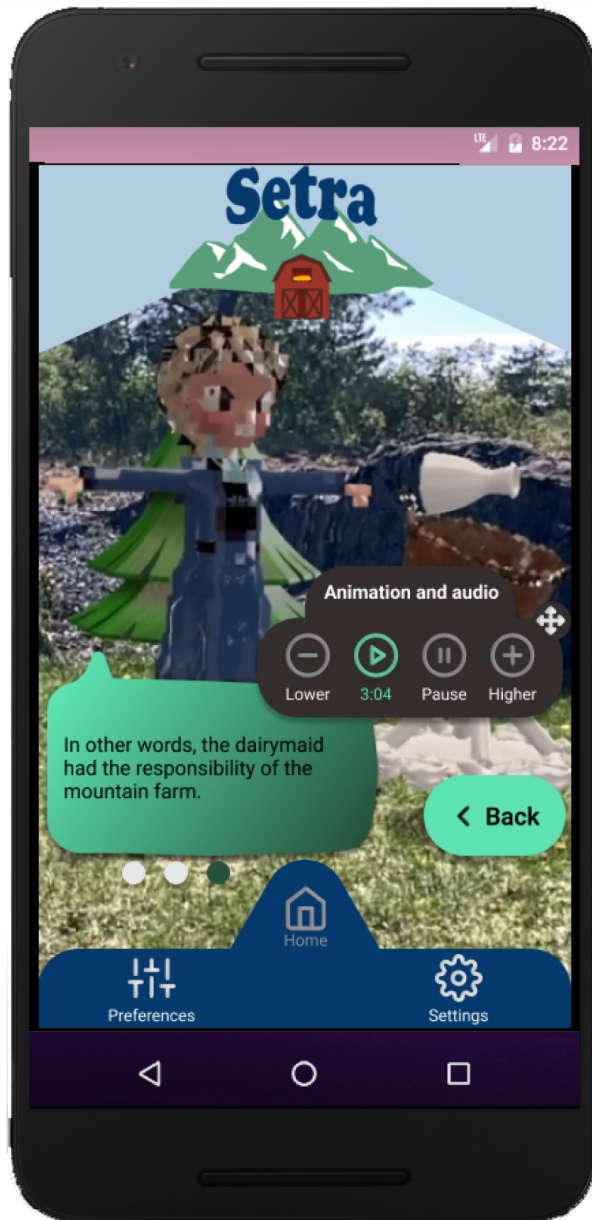 LTE 8:22
Setra
Animation and audio
Lower
3:04
Pause
Higher
In other words, the dairymaid
had the responsibility of the
mountain farm.
Back
Home
Preferences
Settings